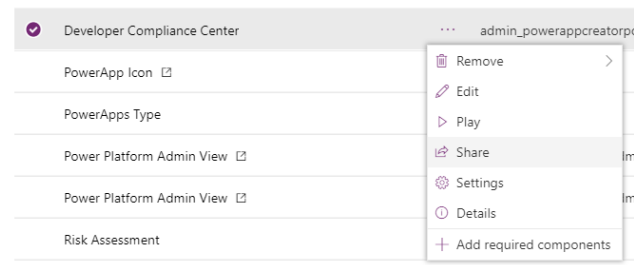 Developer Compliance Center ··· admin_powerappcreatorpo
Remove
PowerApp Icon
Edit
PowerApps Type
Play
Power Platform Admin View
Share
Settings
Power Platform Admin View
Details
Risk Assessment
Add required components